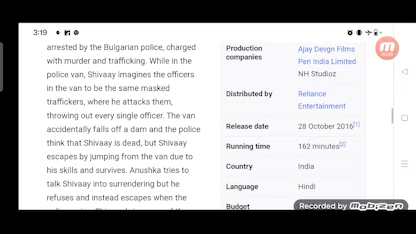 3:19
arrested by the Bulgarian police, charged
with murder and trafficking. While in the
police van, Shivaay imagines the officers
in the van to be the same masked
traffickers, where he attacks them,
throwing out every single officer. The van
accidentally falls off a dam and the police
think that Shivaay is dead, but Shivaay
escapes by jumping from the van due to
his skills and survives. Anushka tries to
talk Shivaay into surrendering but he
refuses and instead escapes when the
Production
companies
Ajay Devgn Films
Pen India Limited
NH Studioz
Distributed by
Reliance
Entertainment
Release date
28 October 2016[1]
Running time
162 minutes[2]
Country
India
Language
Hindi
Budget
Recorded by MOBIZEN